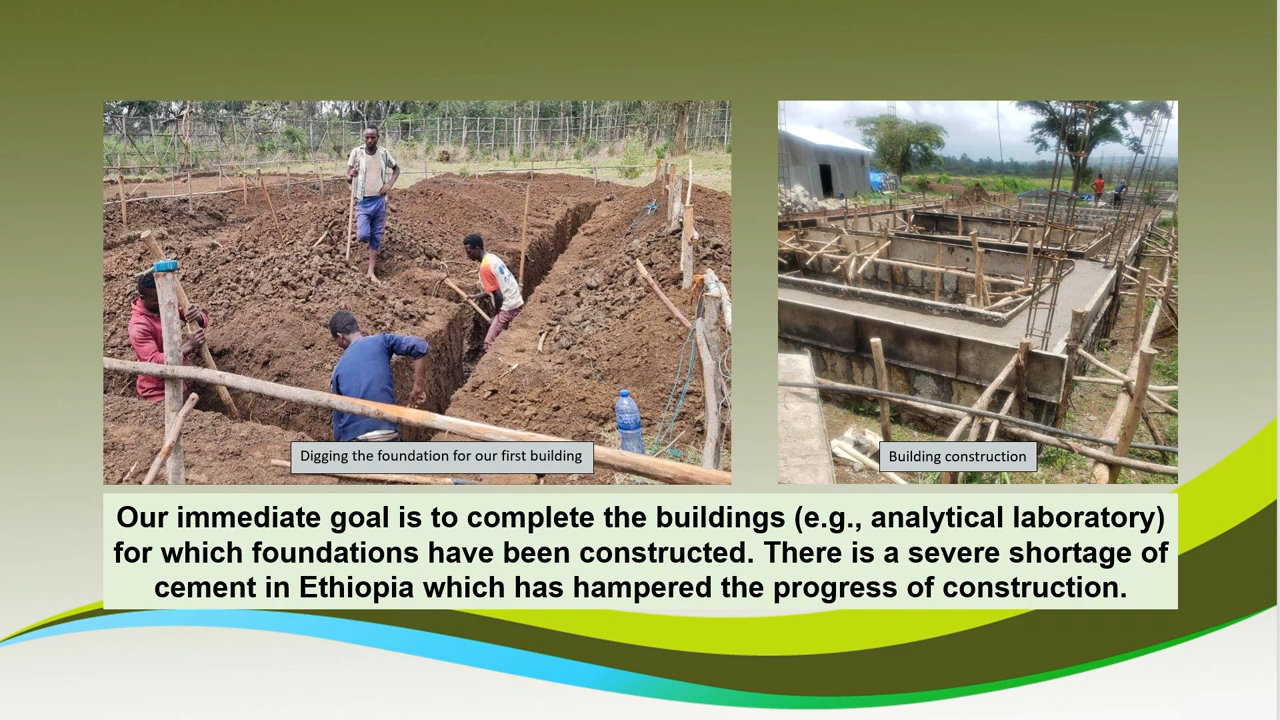 Digging the foundation for our first building
Building construction
Our immediate goal is to complete the buildings (e.g., analytical laboratory)
for which foundations have been constructed. There is a severe shortage of
cement in Ethiopia which has hampered the progress of construction.